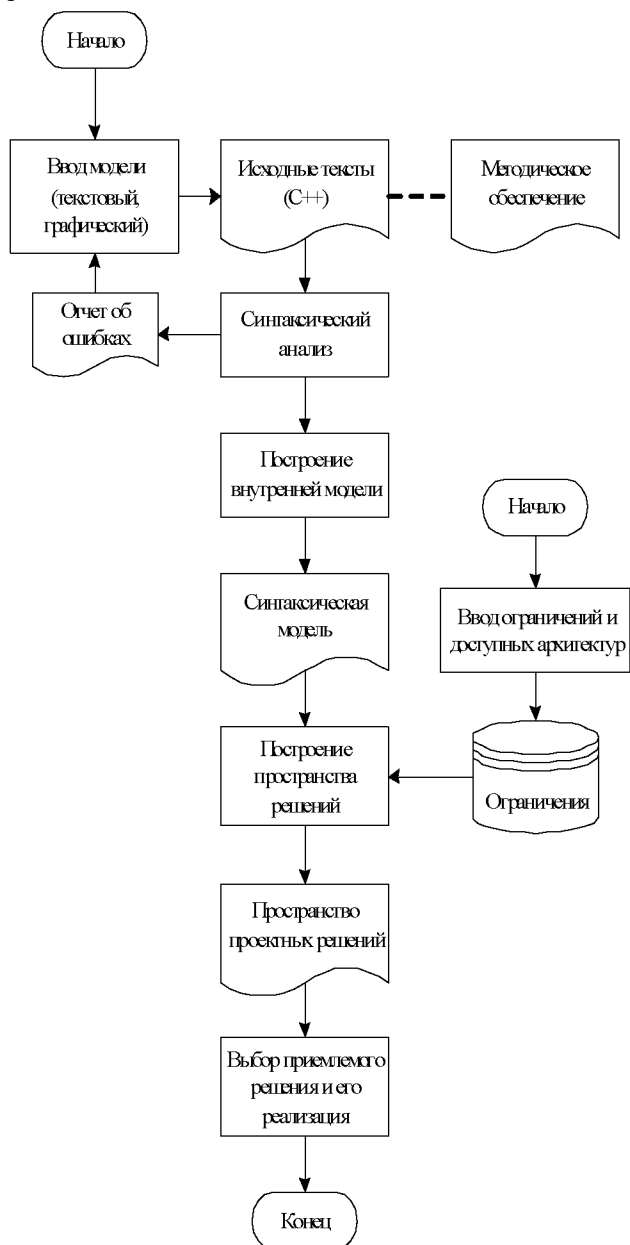 Начало
Ввод модели
(текстовый,
графический)
Исходные тексты
(С++)
Методическое
обеспечение
Отчет об
ошибках
Синтаксический
анализ
Построение
внутренней модели
Начало
Синтаксическая
модель
Ввод ограничений и
доступных архитектур
Построение
пространства
решений
Ограничения
Пространство
проектных решений
Выбор приемлемого
решения и его
реализация
Конец